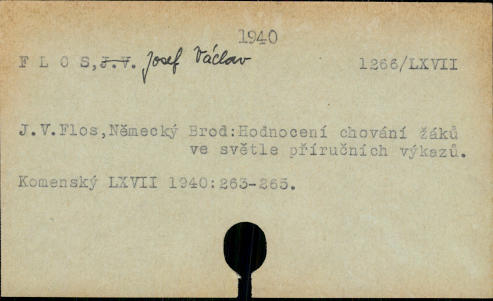 1940
F L O S,J.V. Josef Václav 1266/LXVII
J.V.Flos,Německý Brod:Hodnocení chování žáků
ve světle příručních výkazů.
Komenský LXVII 1940:263-265.